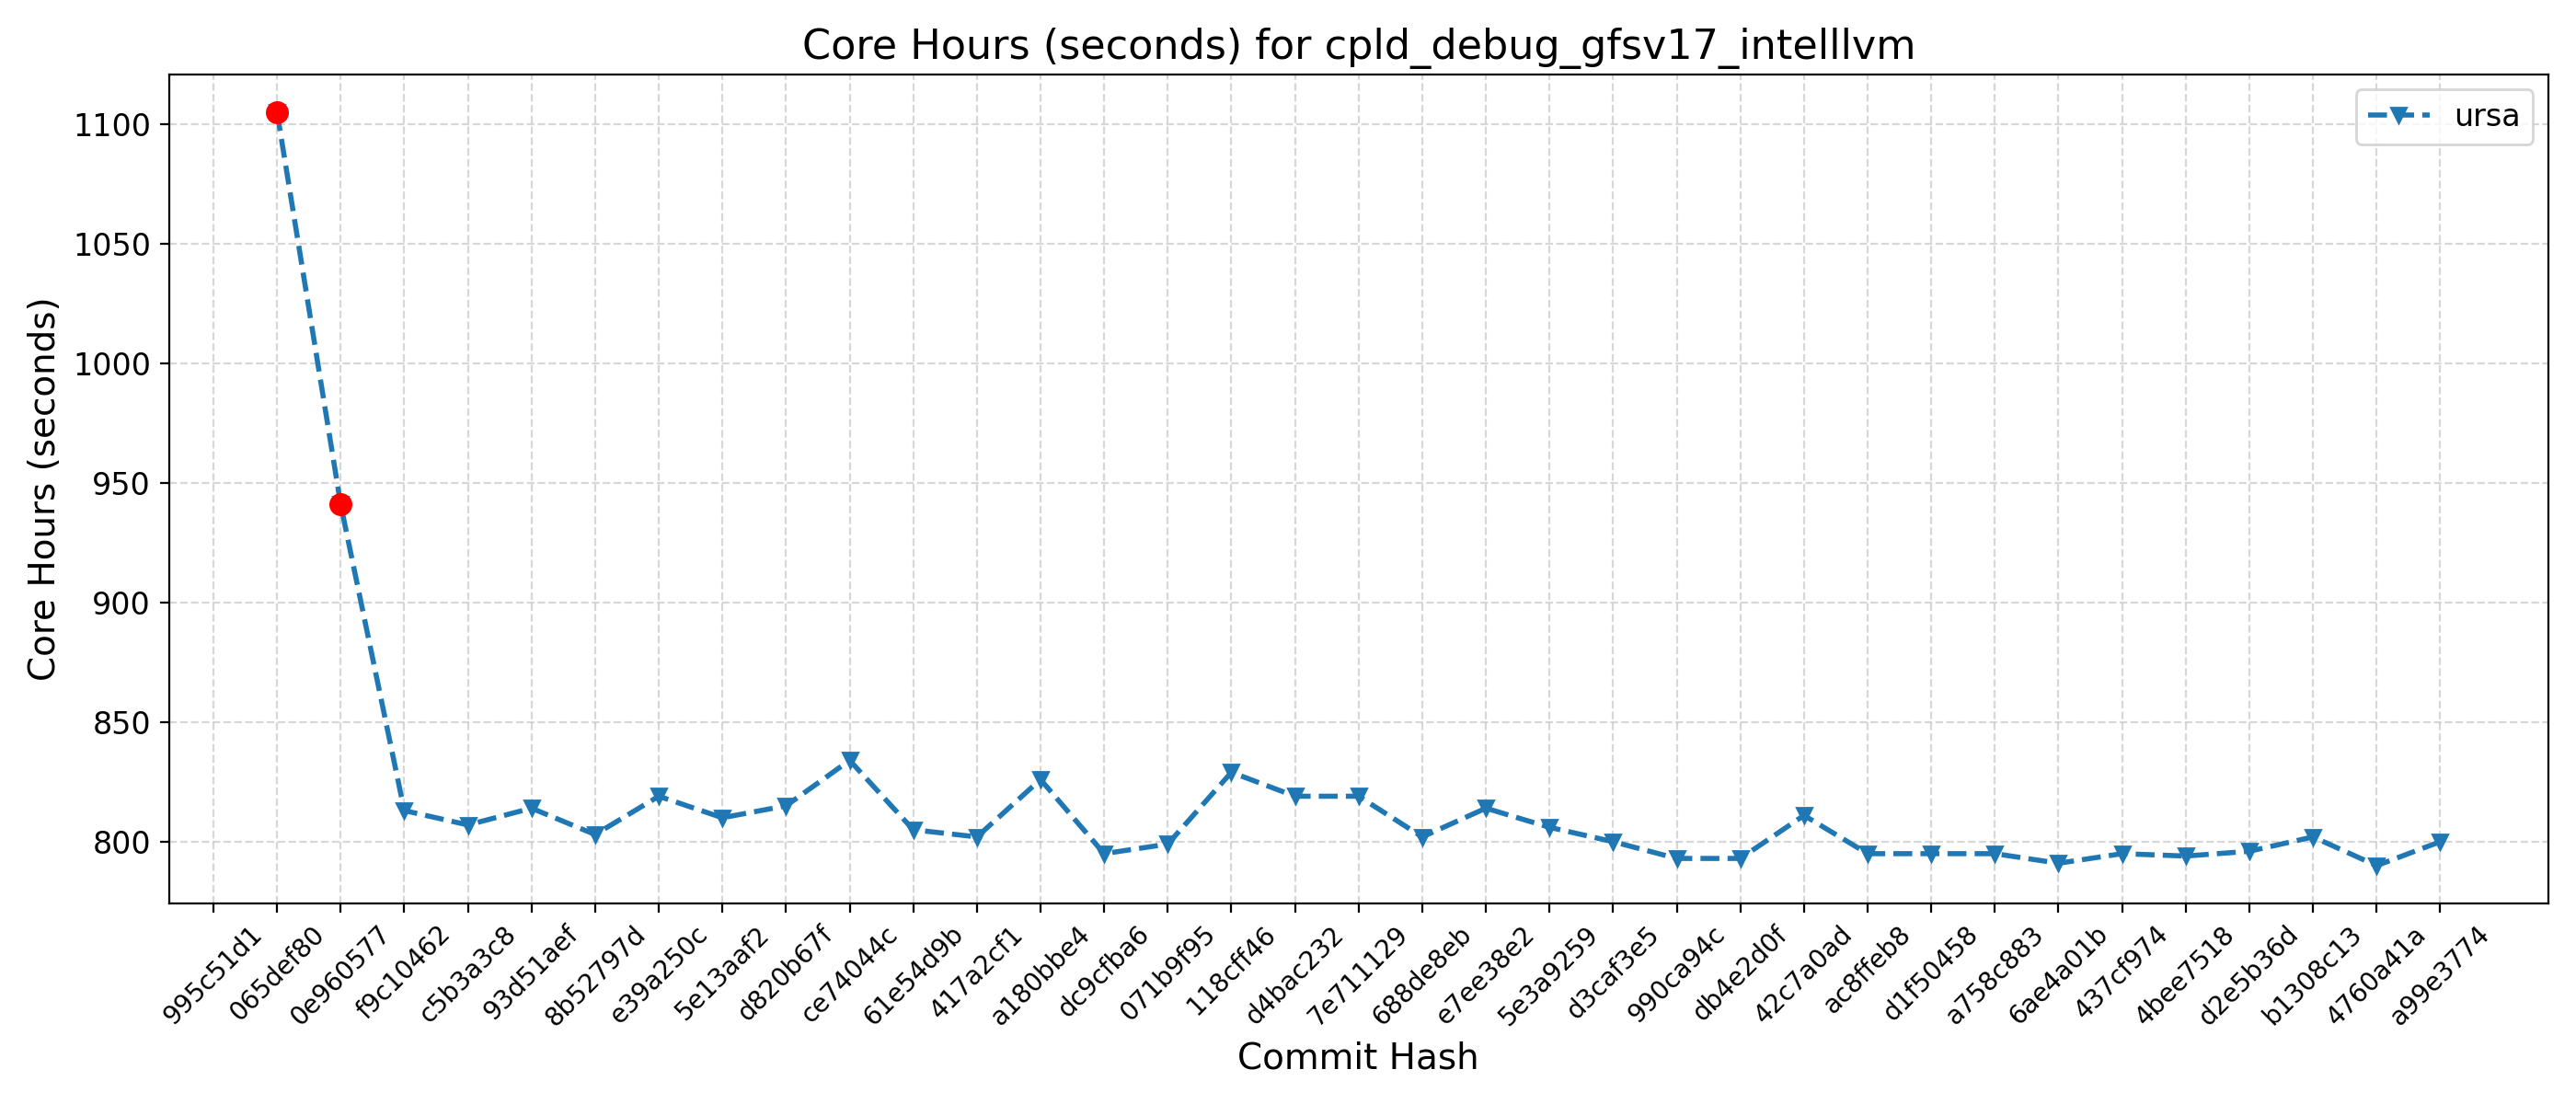 Core Hours (seconds) for cpld_debug_gfsv17_intelllvm
ursa
Core Hours (seconds)
1100
1050
1000
950
900
850
800
995c51d1
065def80
0e960577
f9c10462
c5b3a3c8
93d51aef
8b52797d
e39a250c
5e13aaf2
d820b67f
ce74044c
61e54d9b
417a2cf1
a180bbe4
dc9cfba6
071b9f95
118cff46
d4bac232
7e711129
688de8eb
e7ee38e2
5e3a9259
d3caf3e5
990ca94c
db4e2d0f
42c7a0ad
ac8ffeb8
d1f50458
a758c883
6ae4a01b
437cf974
4bee7518
d2e5b36d
b1308c13
4760a41a
a99e3774
Commit Hash